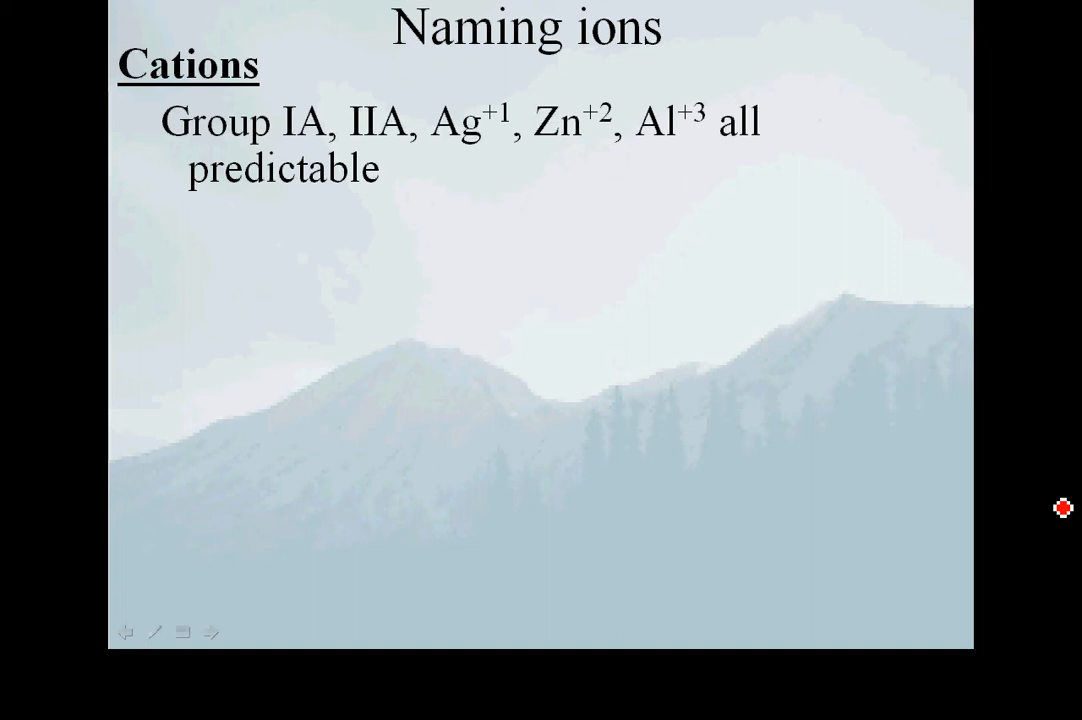 Naming ions
Cations
Group IA, IIA, Ag⁺¹, Zn⁺², Al⁺³ all
predictable